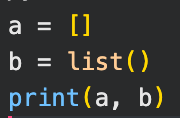 a = []
b = list()
print(a, b)